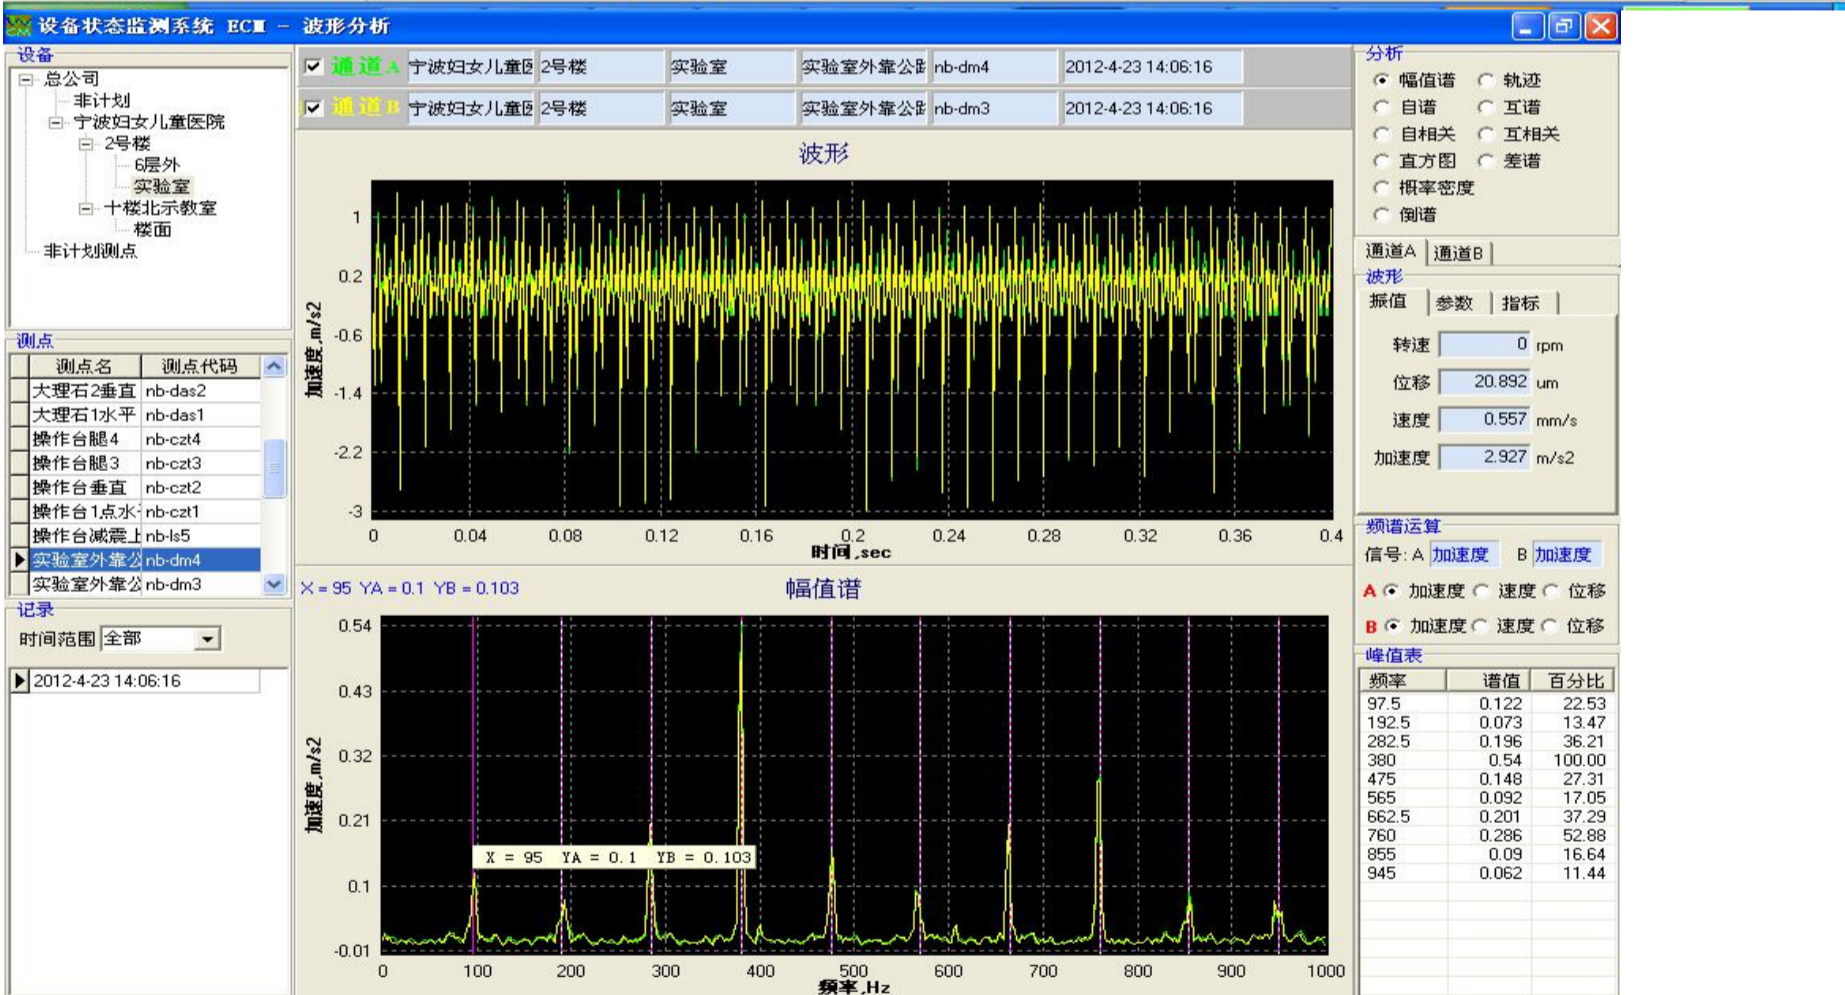 设备状态监测系统 ECM - 波形分析
设备
总公司
非计划
宁波妇女儿童医院
2号楼
6层外
实验室
十楼北示教室
楼面
非计划测点
测点
测点名 测点代码
大理石2垂直 nb-das2
大理石1水平 nb-das1
操作台腿4 nb-czt4
操作台腿3 nb-czt3
操作台垂直 nb-czt2
操作台1点水 nb-czt1
操作台减震上 nb-ls5
实验室外靠公 nb-dm4
实验室外靠公 nb-dm3
记录
时间范围 全部
2012-4-23 14:06:16
通道A 宁波妇女儿童医 2号楼 实验室 实验室外靠公路 nb-dm4 2012-4-23 14:06:16
通道B 宁波妇女儿童医 2号楼 实验室 实验室外靠公路 nb-dm3 2012-4-23 14:06:16
波形
加速度,m/s2
1
0.2
-0.6
-1.4
-2.2
-3
0 0.04 0.08 0.12 0.16 0.2 0.24 0.28 0.32 0.36 0.4
时间,sec
X = 95 YA = 0.1 YB = 0.103
幅值谱
加速度,m/s2
0.54
0.43
0.32
0.21
0.1
-0.01
X = 95 YA = 0.1 YB = 0.103
0 100 200 300 400 500 600 700 800 900 1000
频率,Hz
分析
幅值谱 轨迹
自谱 互谱
自相关 互相关
直方图 差谱
概率密度
倒谱
通道A 通道B
波形
振值 参数 指标
转速 0 rpm
位移 20.892 um
速度 0.557 mm/s
加速度 2.927 m/s2
频谱运算
信号: A 加速度 B 加速度
A 加速度 速度 位移
B 加速度 速度 位移
峰值表
频率 谱值 百分比
97.5 0.122 22.53
192.5 0.073 13.47
282.5 0.196 36.21
380 0.54 100.00
475 0.148 27.31
565 0.092 17.05
662.5 0.201 37.29
760 0.286 52.88
855 0.09 16.64
945 0.062 11.44